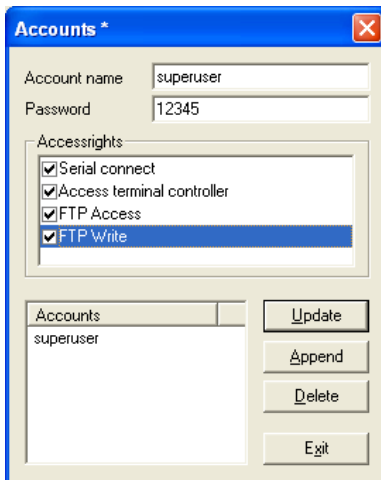 Accounts *
Account name superuser
Password 12345
Accessrights
Serial connect
Access terminal controller
FTP Access
FTP Write
Accounts
superuser
Update
Append
Delete
Exit